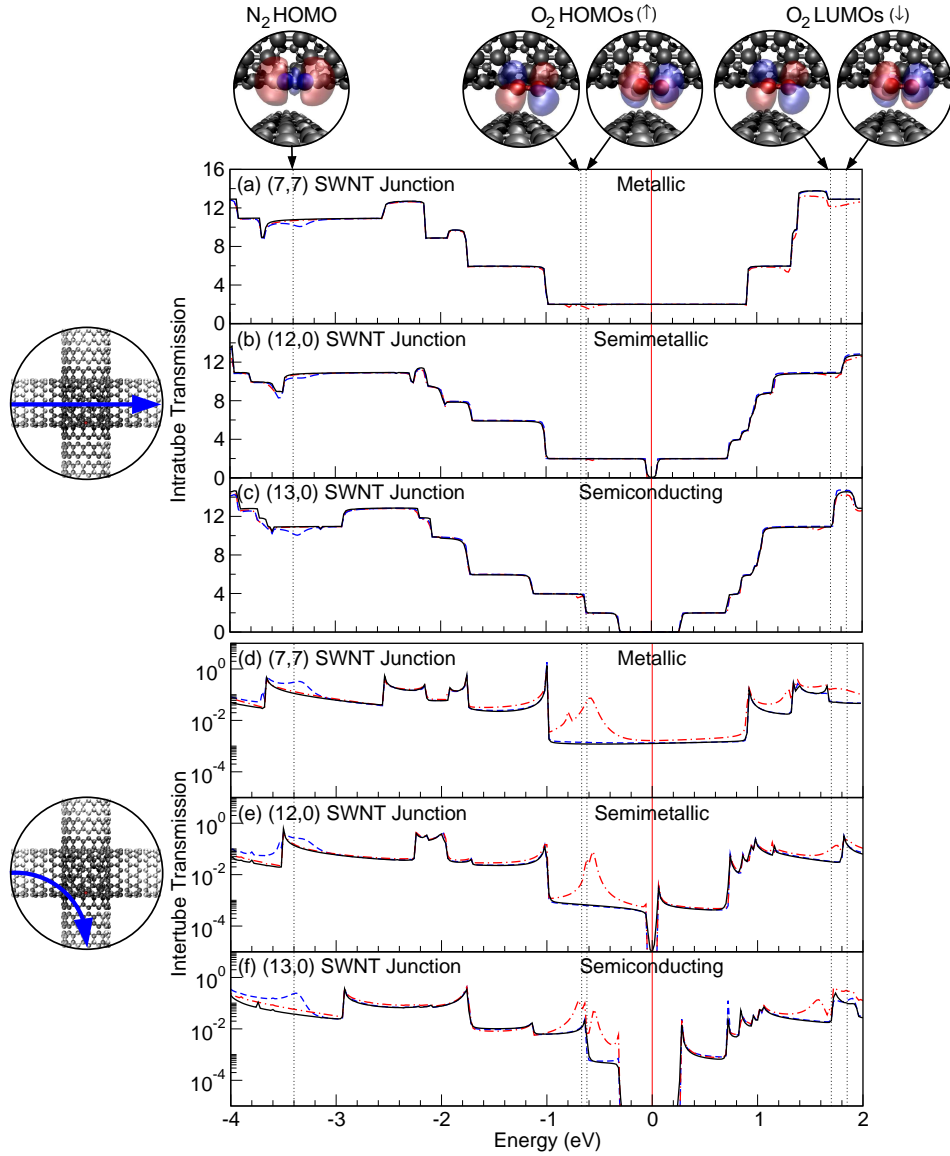 N2 HOMO
O2 HOMOs (↑)
O2 LUMOs (↓)
Intratube Transmission
16
12
8
4
0
(a) (7,7) SWNT Junction
Metallic
12
8
4
0
(b) (12,0) SWNT Junction
Semimetallic
12
8
4
0
(c) (13,0) SWNT Junction
Semiconducting
Intertube Transmission
10^0
10^-2
10^-4
(d) (7,7) SWNT Junction
Metallic
10^0
10^-2
10^-4
(e) (12,0) SWNT Junction
Semimetallic
10^0
10^-2
10^-4
(f) (13,0) SWNT Junction
Semiconducting
-4 -3 -2 -1 0 1 2
Energy (eV)